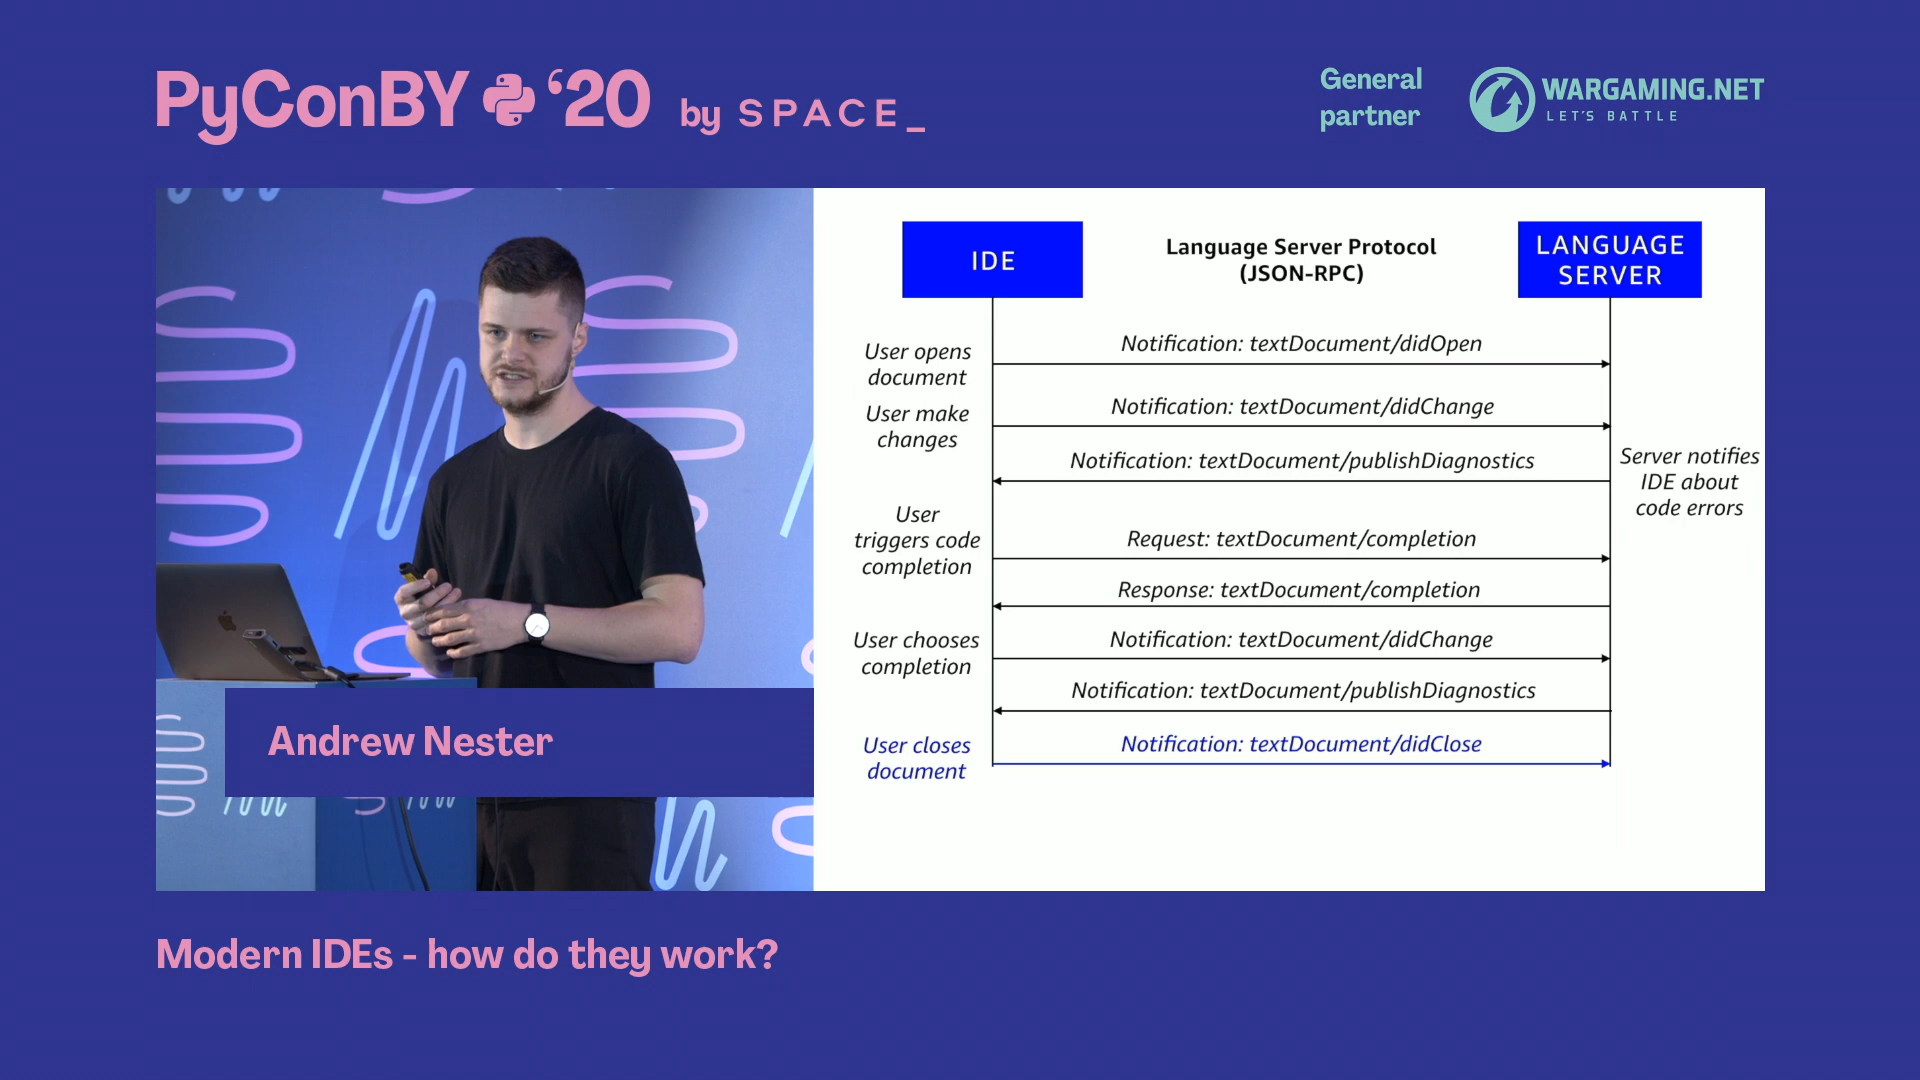 PyConBY '20 by SPACE_
General
partner
WARGAMING.NET
LET'S BATTLE
IDE
Language Server Protocol
(JSON-RPC)
LANGUAGE
SERVER
User opens
document
Notification: textDocument/didOpen
User make
changes
Notification: textDocument/didChange
Notification: textDocument/publishDiagnostics
Server notifies
IDE about
code errors
User
triggers code
completion
Request: textDocument/completion
Response: textDocument/completion
User chooses
completion
Notification: textDocument/didChange
Notification: textDocument/publishDiagnostics
User closes
document
Notification: textDocument/didClose
Andrew Nester
Modern IDEs - how do they work?